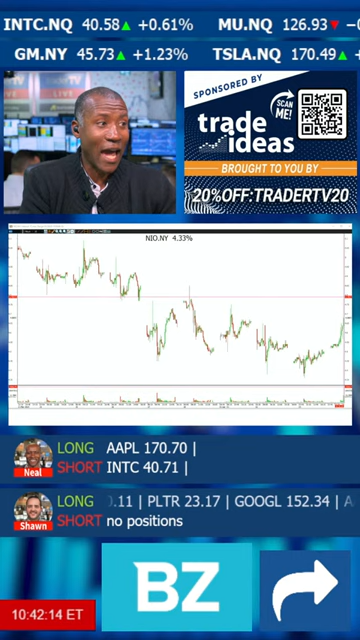 INTC.NQ 40.58▲ +0.61% MU.NQ 126.93▼
GM.NY 45.73▲ +1.23% TSLA.NQ 170.49▲
SPONSORED BY
trade
ideas
SCAN
ME!
BROUGHT TO YOU BY
20%OFF:TRADERTV20
NIO.NY 4.33%
LONG AAPL 170.70 |
SHORT INTC 40.71 |
Neal
LONG .11 | PLTR 23.17 | GOOGL 152.34 |
SHORT no positions
Shawn
BZ
10:42:14 ET